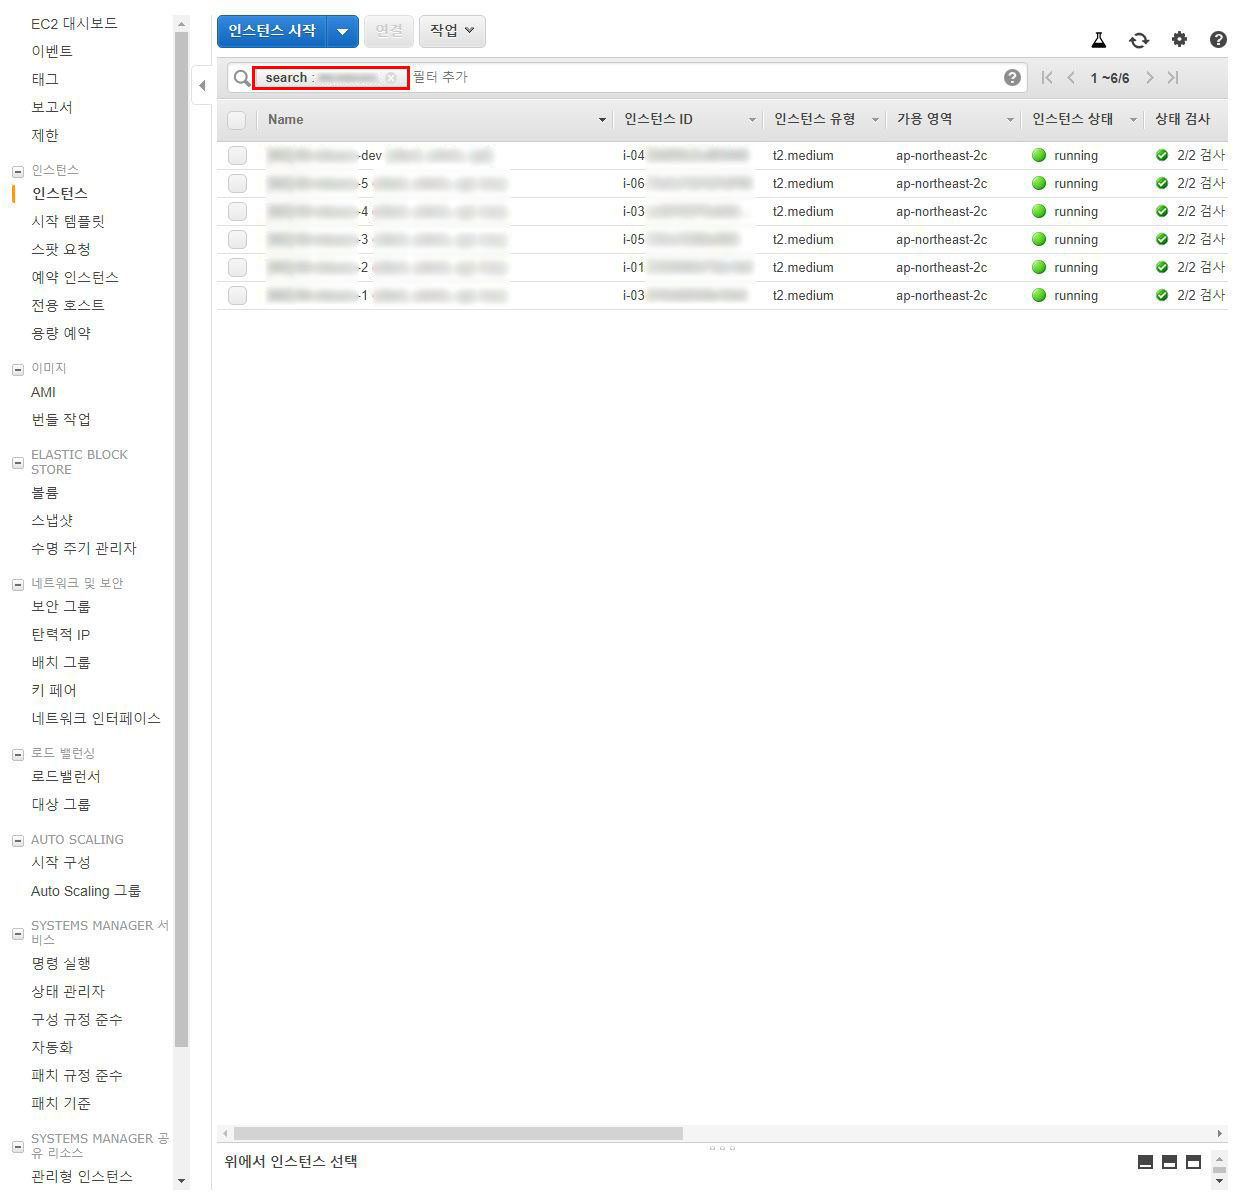 EC2 대시보드
이벤트
태그
보고서
제한
인스턴스
인스턴스
시작 템플릿
스팟 요청
예약 인스턴스
전용 호스트
용량 예약
이미지
AMI
번들 작업
ELASTIC BLOCK
STORE
볼륨
스냅샷
수명 주기 관리자
네트워크 및 보안
보안 그룹
탄력적 IP
배치 그룹
키 페어
네트워크 인터페이스
로드 밸런싱
로드밸런서
대상 그룹
AUTO SCALING
시작 구성
Auto Scaling 그룹
SYSTEMS MANAGER 서
비스
명령 실행
상태 관리자
구성 규정 준수
자동화
패치 규정 준수
패치 기준
SYSTEMS MANAGER 공
유 리소스
관리형 인스턴스
인스턴스 시작 연결 작업
search : 필터 추가 1 ~6/6
Name 인스턴스 ID 인스턴스 유형 가용 영역 인스턴스 상태 상태 검사
-dev i-04 t2.medium ap-northeast-2c running 2/2 검사
-5 i-06 t2.medium ap-northeast-2c running 2/2 검사
-4 i-03 t2.medium ap-northeast-2c running 2/2 검사
-3 i-05 t2.medium ap-northeast-2c running 2/2 검사
-2 i-01 t2.medium ap-northeast-2c running 2/2 검사
-1 i-03 t2.medium ap-northeast-2c running 2/2 검사
위에서 인스턴스 선택